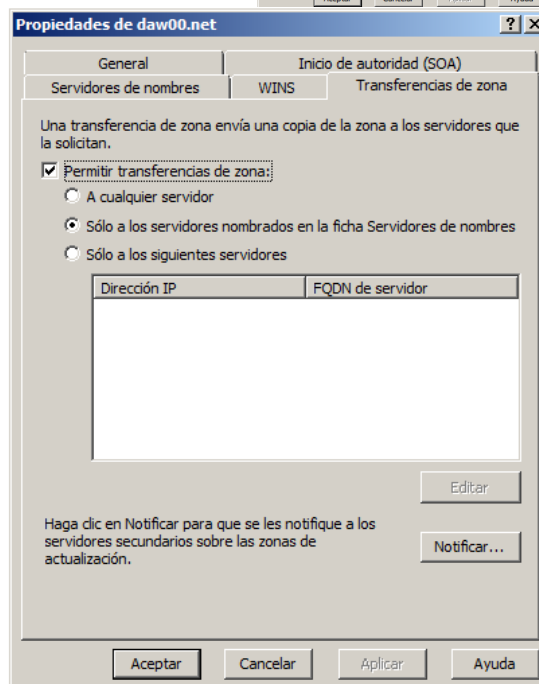 Aceptar Cancelar Aplicar Ayuda
Propiedades de daw00.net
General Inicio de autoridad (SOA)
Servidores de nombres WINS Transferencias de zona
Una transferencia de zona envía una copia de la zona a los servidores que
la solicitan.
Permitir transferencias de zona:
A cualquier servidor
Sólo a los servidores nombrados en la ficha Servidores de nombres
Sólo a los siguientes servidores
Dirección IP FQDN de servidor
Editar
Haga clic en Notificar para que se les notifique a los
servidores secundarios sobre las zonas de
actualización.
Notificar...
Aceptar Cancelar Aplicar Ayuda